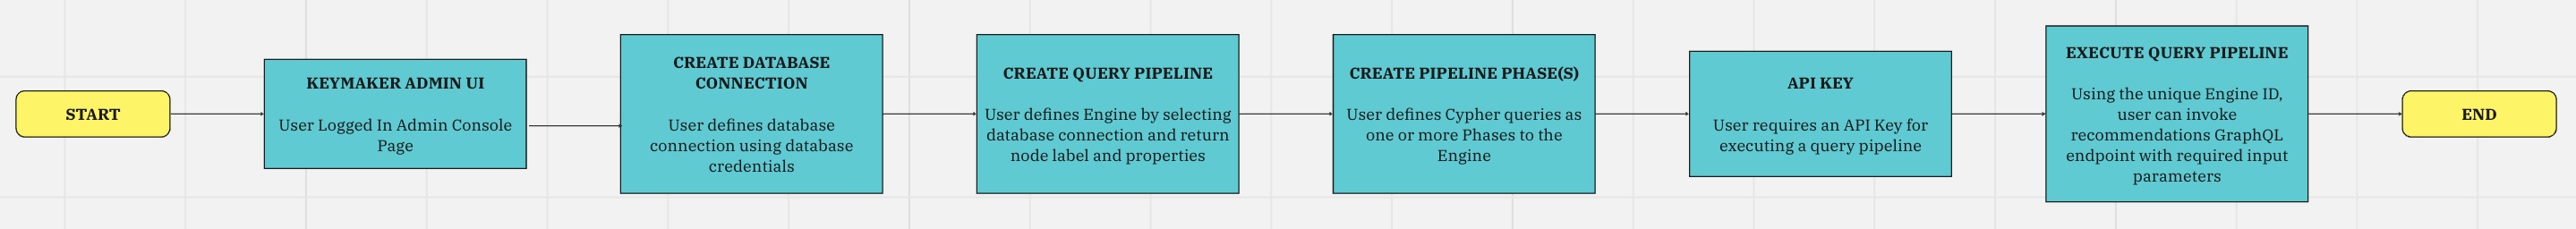 START
KEYMAKER ADMIN UI
User Logged In Admin Console
Page
CREATE DATABASE
CONNECTION
User defines database
connection using database
credentials
CREATE QUERY PIPELINE
User defines Engine by selecting
database connection and return
node label and properties
CREATE PIPELINE PHASE(S)
User defines Cypher queries as
one or more Phases to the
Engine
API KEY
User requires an API Key for
executing a query pipeline
EXECUTE QUERY PIPELINE
Using the unique Engine ID,
user can invoke
recommendations GraphQL
endpoint with required input
parameters
END